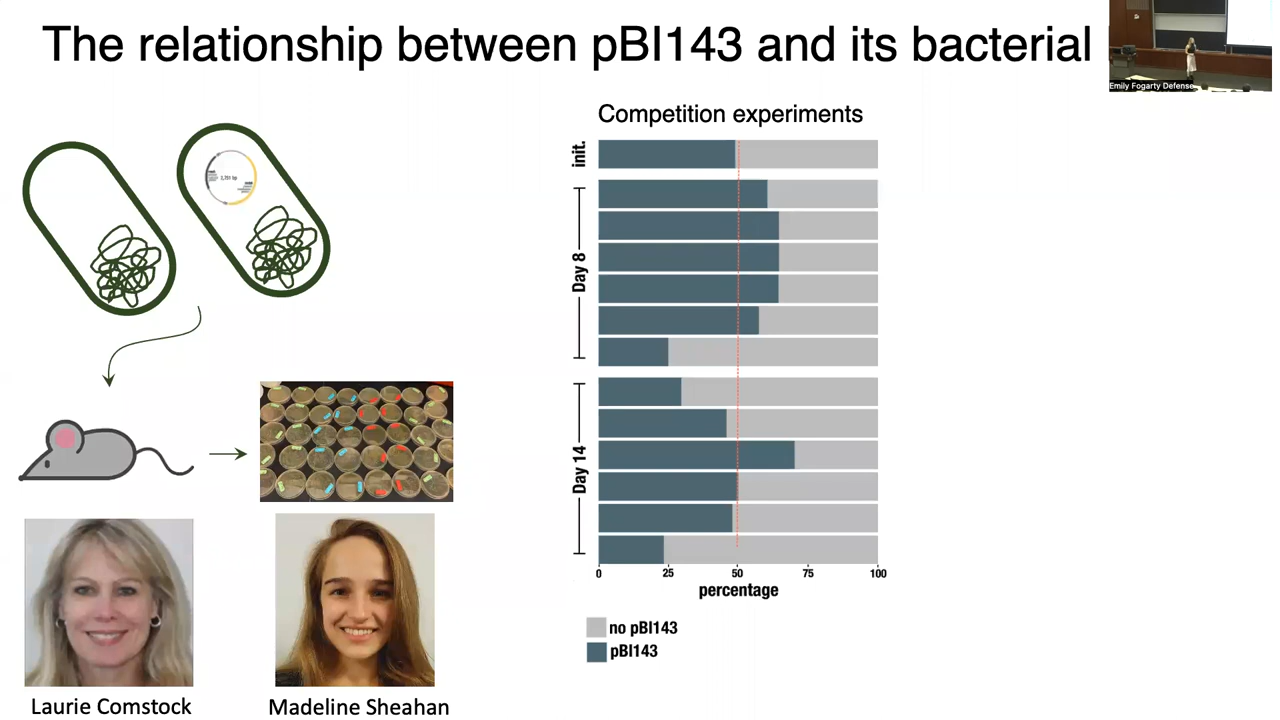 The relationship between pBI143 and its bacterial
Emily Fogarty Defense
Competition experiments
init.
Day 8
Day 14
0 25 50 75 100
percentage
no pBI143
pBI143
Laurie Comstock
Madeline Sheahan